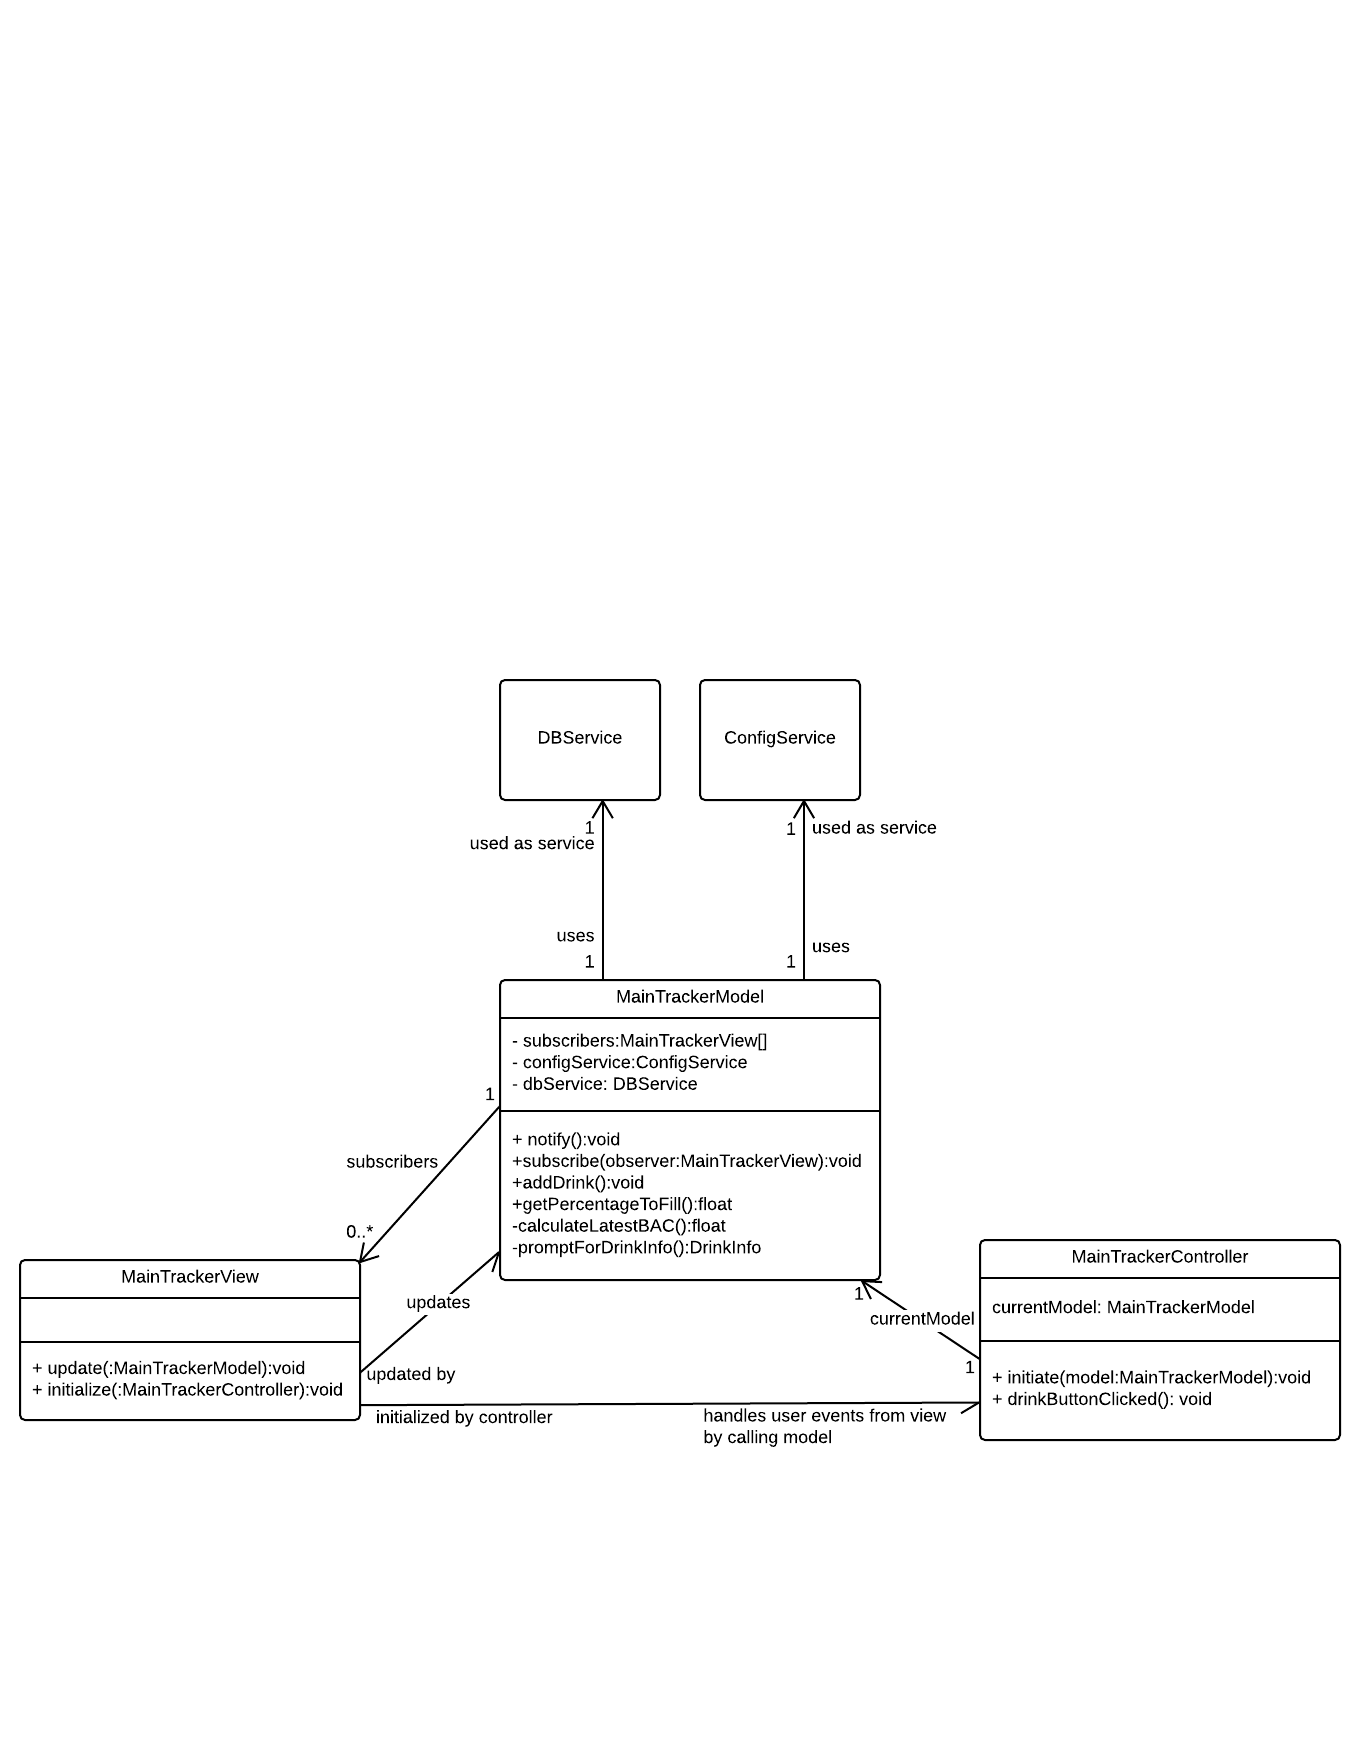 DBService
ConfigService
1
used as service
1
used as service
uses
1
uses
1
MainTrackerModel
- subscribers:MainTrackerView[]
- configService:ConfigService
- dbService: DBService
+ notify():void
+subscribe(observer:MainTrackerView):void
+addDrink():void
+getPercentageToFill():float
-calculateLatestBAC():float
-promptForDrinkInfo():DrinkInfo
1
subscribers
0..*
MainTrackerView
+ update(:MainTrackerModel):void
+ initialize(:MainTrackerController):void
updates
updated by
initialized by controller
handles user events from view
by calling model
1
currentModel
1
MainTrackerController
currentModel: MainTrackerModel
+ initiate(model:MainTrackerModel):void
+ drinkButtonClicked(): void